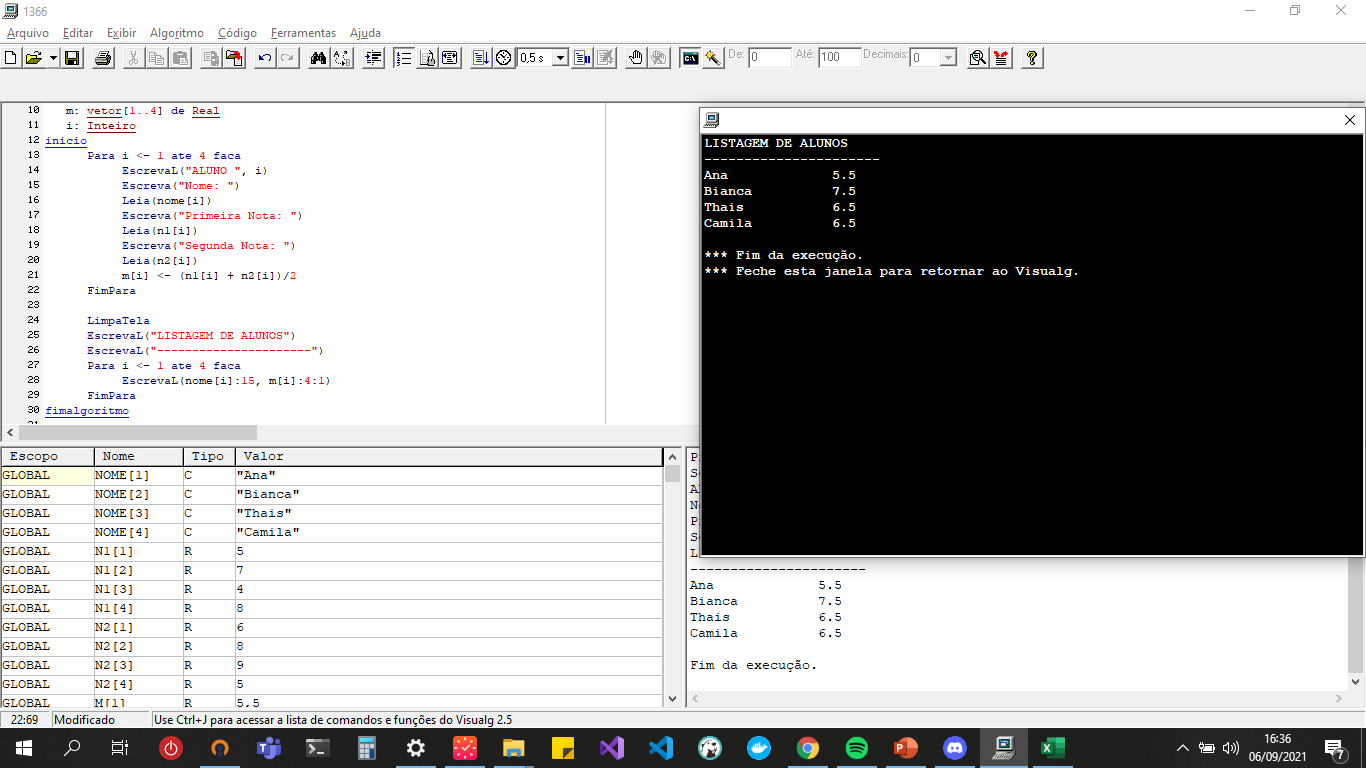 1366
Arquivo Editar Exibir Algoritmo Código Ferramentas Ajuda
0,5 s De: 0 Até: 100 Decimais: 0
10 m: vetor[1..4] de Real
11 i: Inteiro
12 inicio
13 Para i <- 1 ate 4 faca
14 EscrevaL("ALUNO ", i)
15 Escreva("Nome: ")
16 Leia(nome[i])
17 Escreva("Primeira Nota: ")
18 Leia(n1[i])
19 Escreva("Segunda Nota: ")
20 Leia(n2[i])
21 m[i] <- (n1[i] + n2[i])/2
22 FimPara
23
24 LimpaTela
25 EscrevaL("LISTAGEM DE ALUNOS")
26 EscrevaL("----------------------")
27 Para i <- 1 ate 4 faca
28 EscrevaL(nome[i]:15, m[i]:4:1)
29 FimPara
30 fimalgoritmo
LISTAGEM DE ALUNOS
----------------------
Ana 5.5
Bianca 7.5
Thais 6.5
Camila 6.5
*** Fim da execução.
*** Feche esta janela para retornar ao Visualg.
Escopo Nome Tipo Valor
GLOBAL NOME[1] C "Ana"
GLOBAL NOME[2] C "Bianca"
GLOBAL NOME[3] C "Thais"
GLOBAL NOME[4] C "Camila"
GLOBAL N1[1] R 5
GLOBAL N1[2] R 7
GLOBAL N1[3] R 4
GLOBAL N1[4] R 8
GLOBAL N2[1] R 6
GLOBAL N2[2] R 8
GLOBAL N2[3] R 9
GLOBAL N2[4] R 5
GLOBAL M[1] R 5.5
----------------------
Ana 5.5
Bianca 7.5
Thais 6.5
Camila 6.5
Fim da execução.
22:69 Modificado Use Ctrl+J para acessar a lista de comandos e funções do Visualg 2.5
16:36
06/09/2021
7